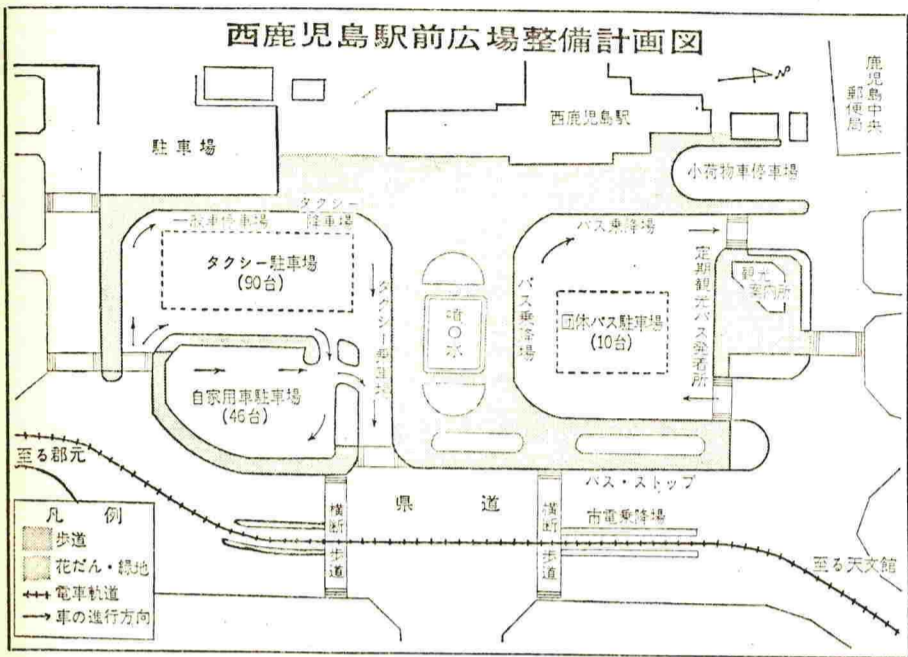 西鹿児島駅前広場整備計画図
N
鹿児島中央
郵便局
西鹿児島駅
駐車場
小荷物車停車場
一般車停車場
タクシー
降車場
バス乗降場
タクシー駐車場
(90台)
タクシー乗車場
噴水
バス乗降場
団体バス駐車場
(10台)
定期観光バス発着所
観光
案内所
自家用車駐車場
(46台)
至る郡元
県道
バス・ストップ
横断歩道
横断歩道
市電乗降場
至る天文館
凡例
歩道
花だん・緑地
電車軌道
車の進行方向